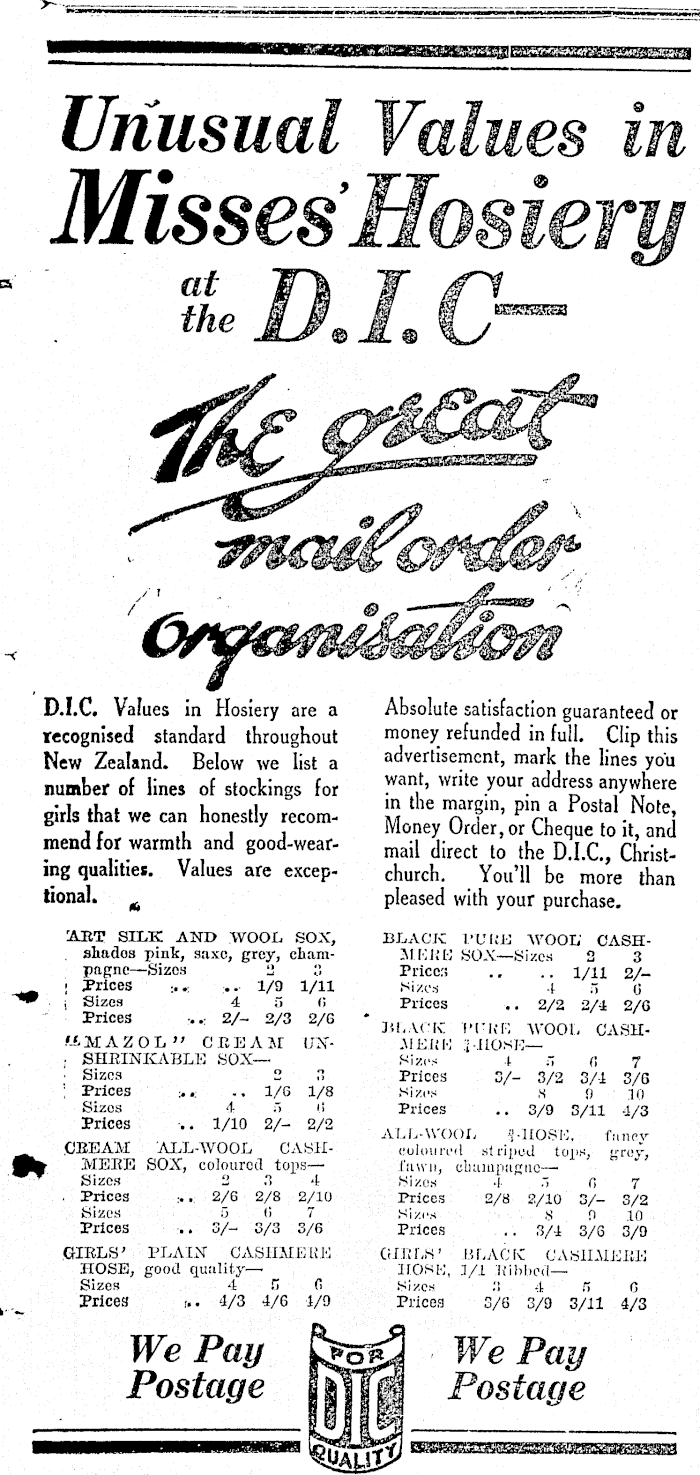 Unusual Values in
Misses' Hosiery
at
the D.I.C—
The great
mail order
organisation
D.I.C. Values in Hosiery are a
recognised standard throughout
New Zealand. Below we list a
number of lines of stockings for
girls that we can honestly recom-
mend for warmth and good-wear-
ing qualities. Values are excep-
tional.
ART SILK AND WOOL SOX,
shades pink, saxe, grey, cham-
pagne—Sizes 2 3
Prices .. .. 1/9 1/11
Sizes 4 5 6
Prices .. 2/- 2/3 2/6
"MAZOL" CREAM UN-
SHRINKABLE SOX—
Sizes 2 3
Prices .. .. 1/6 1/8
Sizes 4 5 6
Prices .. 1/10 2/- 2/2
CREAM ALL-WOOL CASH-
MERE SOX, coloured tops—
Sizes 2 3 4
Prices .. 2/6 2/8 2/10
Sizes 5 6 7
Prices .. 3/- 3/3 3/6
GIRLS' PLAIN CASHMERE
HOSE, good quality—
Sizes 4 5 6
Prices .. 4/3 4/6 4/9
Absolute satisfaction guaranteed or
money refunded in full. Clip this
advertisement, mark the lines you
want, write your address anywhere
in the margin, pin a Postal Note,
Money Order, or Cheque to it, and
mail direct to the D.I.C., Christ-
church. You'll be more than
pleased with your purchase.
BLACK PURE WOOL CASH-
MERE SOX—Sizes 2 3
Prices .. .. 1/11 2/-
Sizes 4 5 6
Prices .. 2/2 2/4 2/6
BLACK PURE WOOL CASH-
MERE HOSE—
Sizes 4 5 6 7
Prices 3/- 3/2 3/4 3/6
Sizes 8 9 10
Prices .. 3/9 3/11 4/3
ALL-WOOL HOSE, fancy
coloured striped tops, grey,
fawn, champagne—
Sizes 4 5 6 7
Prices 2/8 2/10 3/- 3/2
Sizes 8 9 10
Prices .. 3/4 3/6 3/9
GIRLS' BLACK CASHMERE
HOSE, 1/1 Ribbed—
Sizes 3 4 5 6
Prices 3/6 3/9 3/11 4/3
We Pay
Postage
FOR
DIC
QUALITY
We Pay
Postage